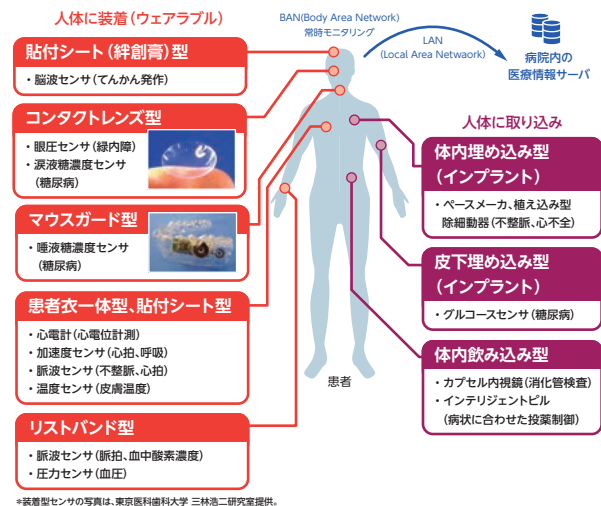 人体に装着（ウェアラブル）
貼付シート（絆創膏）型
・脳波センサ（てんかん発作）
コンタクトレンズ型
・眼圧センサ（緑内障）
・涙液糖濃度センサ
（糖尿病）
マウスガード型
・唾液糖濃度センサ
（糖尿病）
患者衣一体型、貼付シート型
・心電計（心電位計測）
・加速度センサ（心拍、呼吸）
・脈波センサ（不整脈、心拍）
・温度センサ（皮膚温度）
リストバンド型
・脈波センサ（脈拍、血中酸素濃度）
・圧力センサ（血圧）
BAN(Body Area Network)
常時モニタリング
LAN
(Local Area Netwaork)
病院内の
医療情報サーバ
患者
人体に取り込み
体内埋め込み型
（インプラント）
・ペースメーカ、植え込み型
除細動器（不整脈、心不全）
皮下埋め込み型
（インプラント）
・グルコースセンサ（糖尿病）
体内飲み込み型
・カプセル内視鏡（消化管検査）
・インテリジェントピル
（病状に合わせた投薬制御）
*装着型センサの写真は、東京医科歯科大学 三林浩二研究室提供。